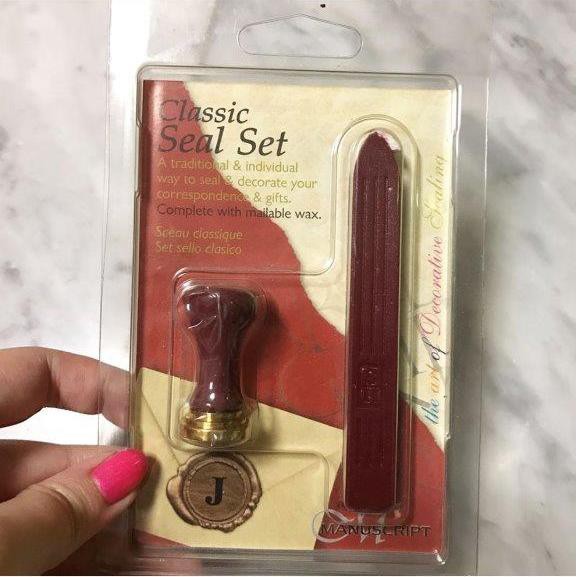 Classic
Seal Set
A traditional & individual
way to seal & decorate your
correspondence & gifts.
Complete with mailable wax.
Sceau classique
Set sello clasico
the art of Decorative Sealing
J
MANUSCRIPT